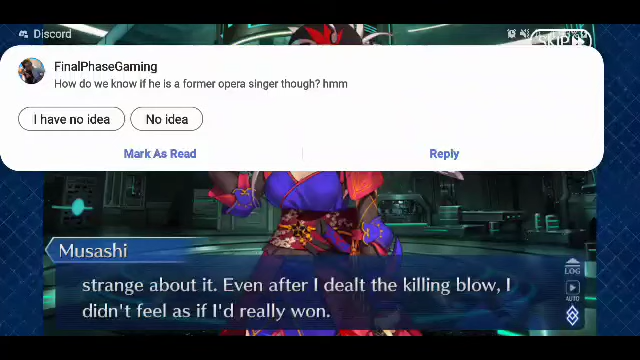 Discord
SKIP
FinalPhaseGaming
How do we know if he is a former opera singer though? hmm
I have no idea
No idea
Mark As Read
Reply
Musashi
strange about it. Even after I dealt the killing blow, I
didn't feel as if I'd really won.
LOG
AUTO